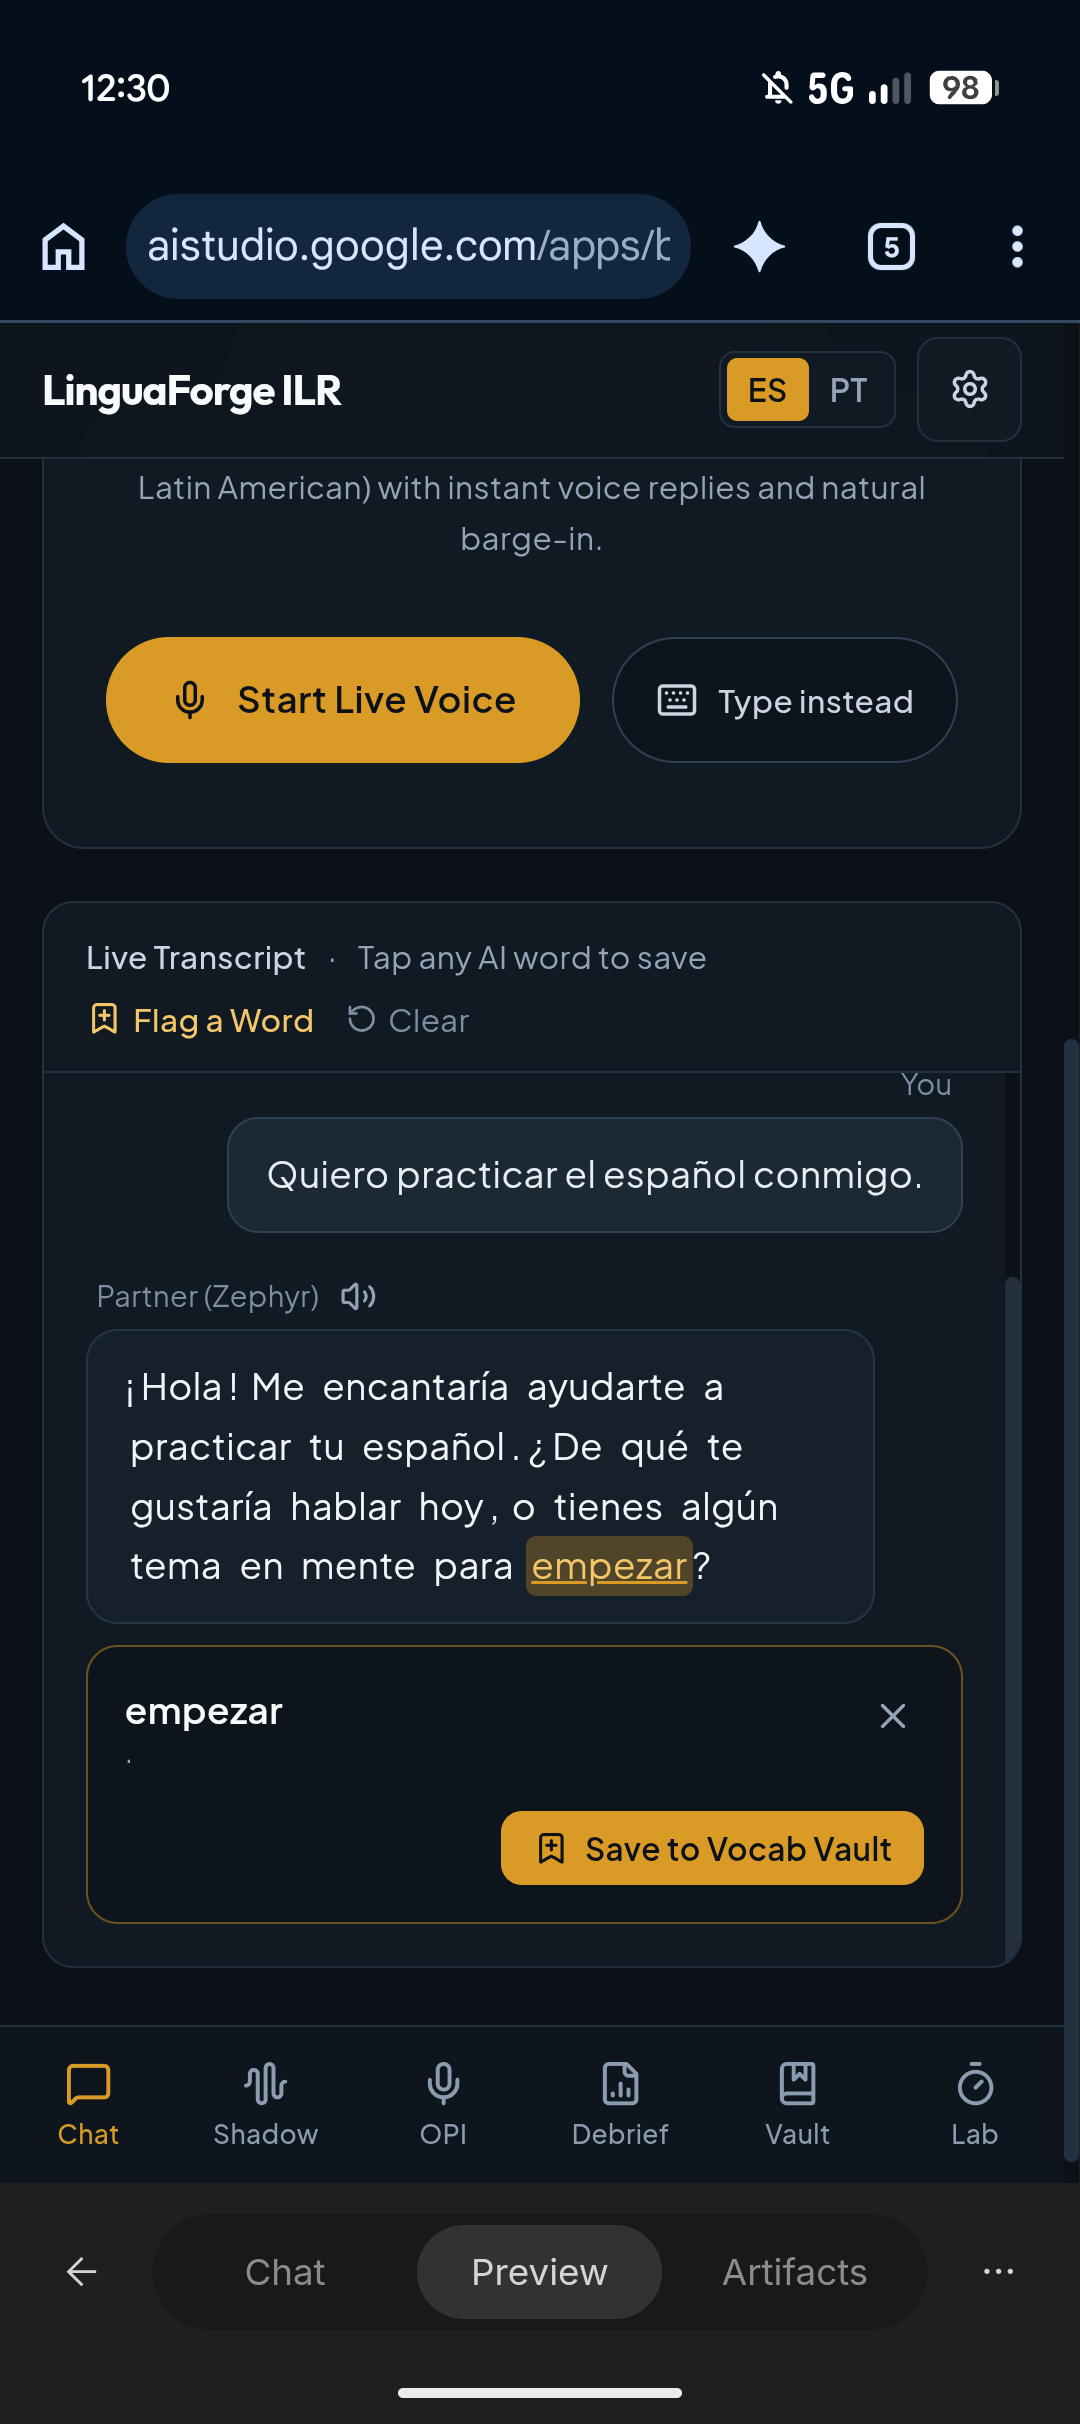 12:30
5G
98
aistudio.google.com/apps/b
5
LinguaForge ILR
ES
PT
Latin American) with instant voice replies and natural
barge-in.
Start Live Voice
Type instead
Live Transcript · Tap any AI word to save
Flag a Word
Clear
You
Quiero practicar el español conmigo.
Partner (Zephyr)
¡Hola! Me encantaría ayudarte a
practicar tu español. ¿De qué te
gustaría hablar hoy, o tienes algún
tema en mente para empezar?
empezar
·
Save to Vocab Vault
Chat
Shadow
OPI
Debrief
Vault
Lab
Chat
Preview
Artifacts